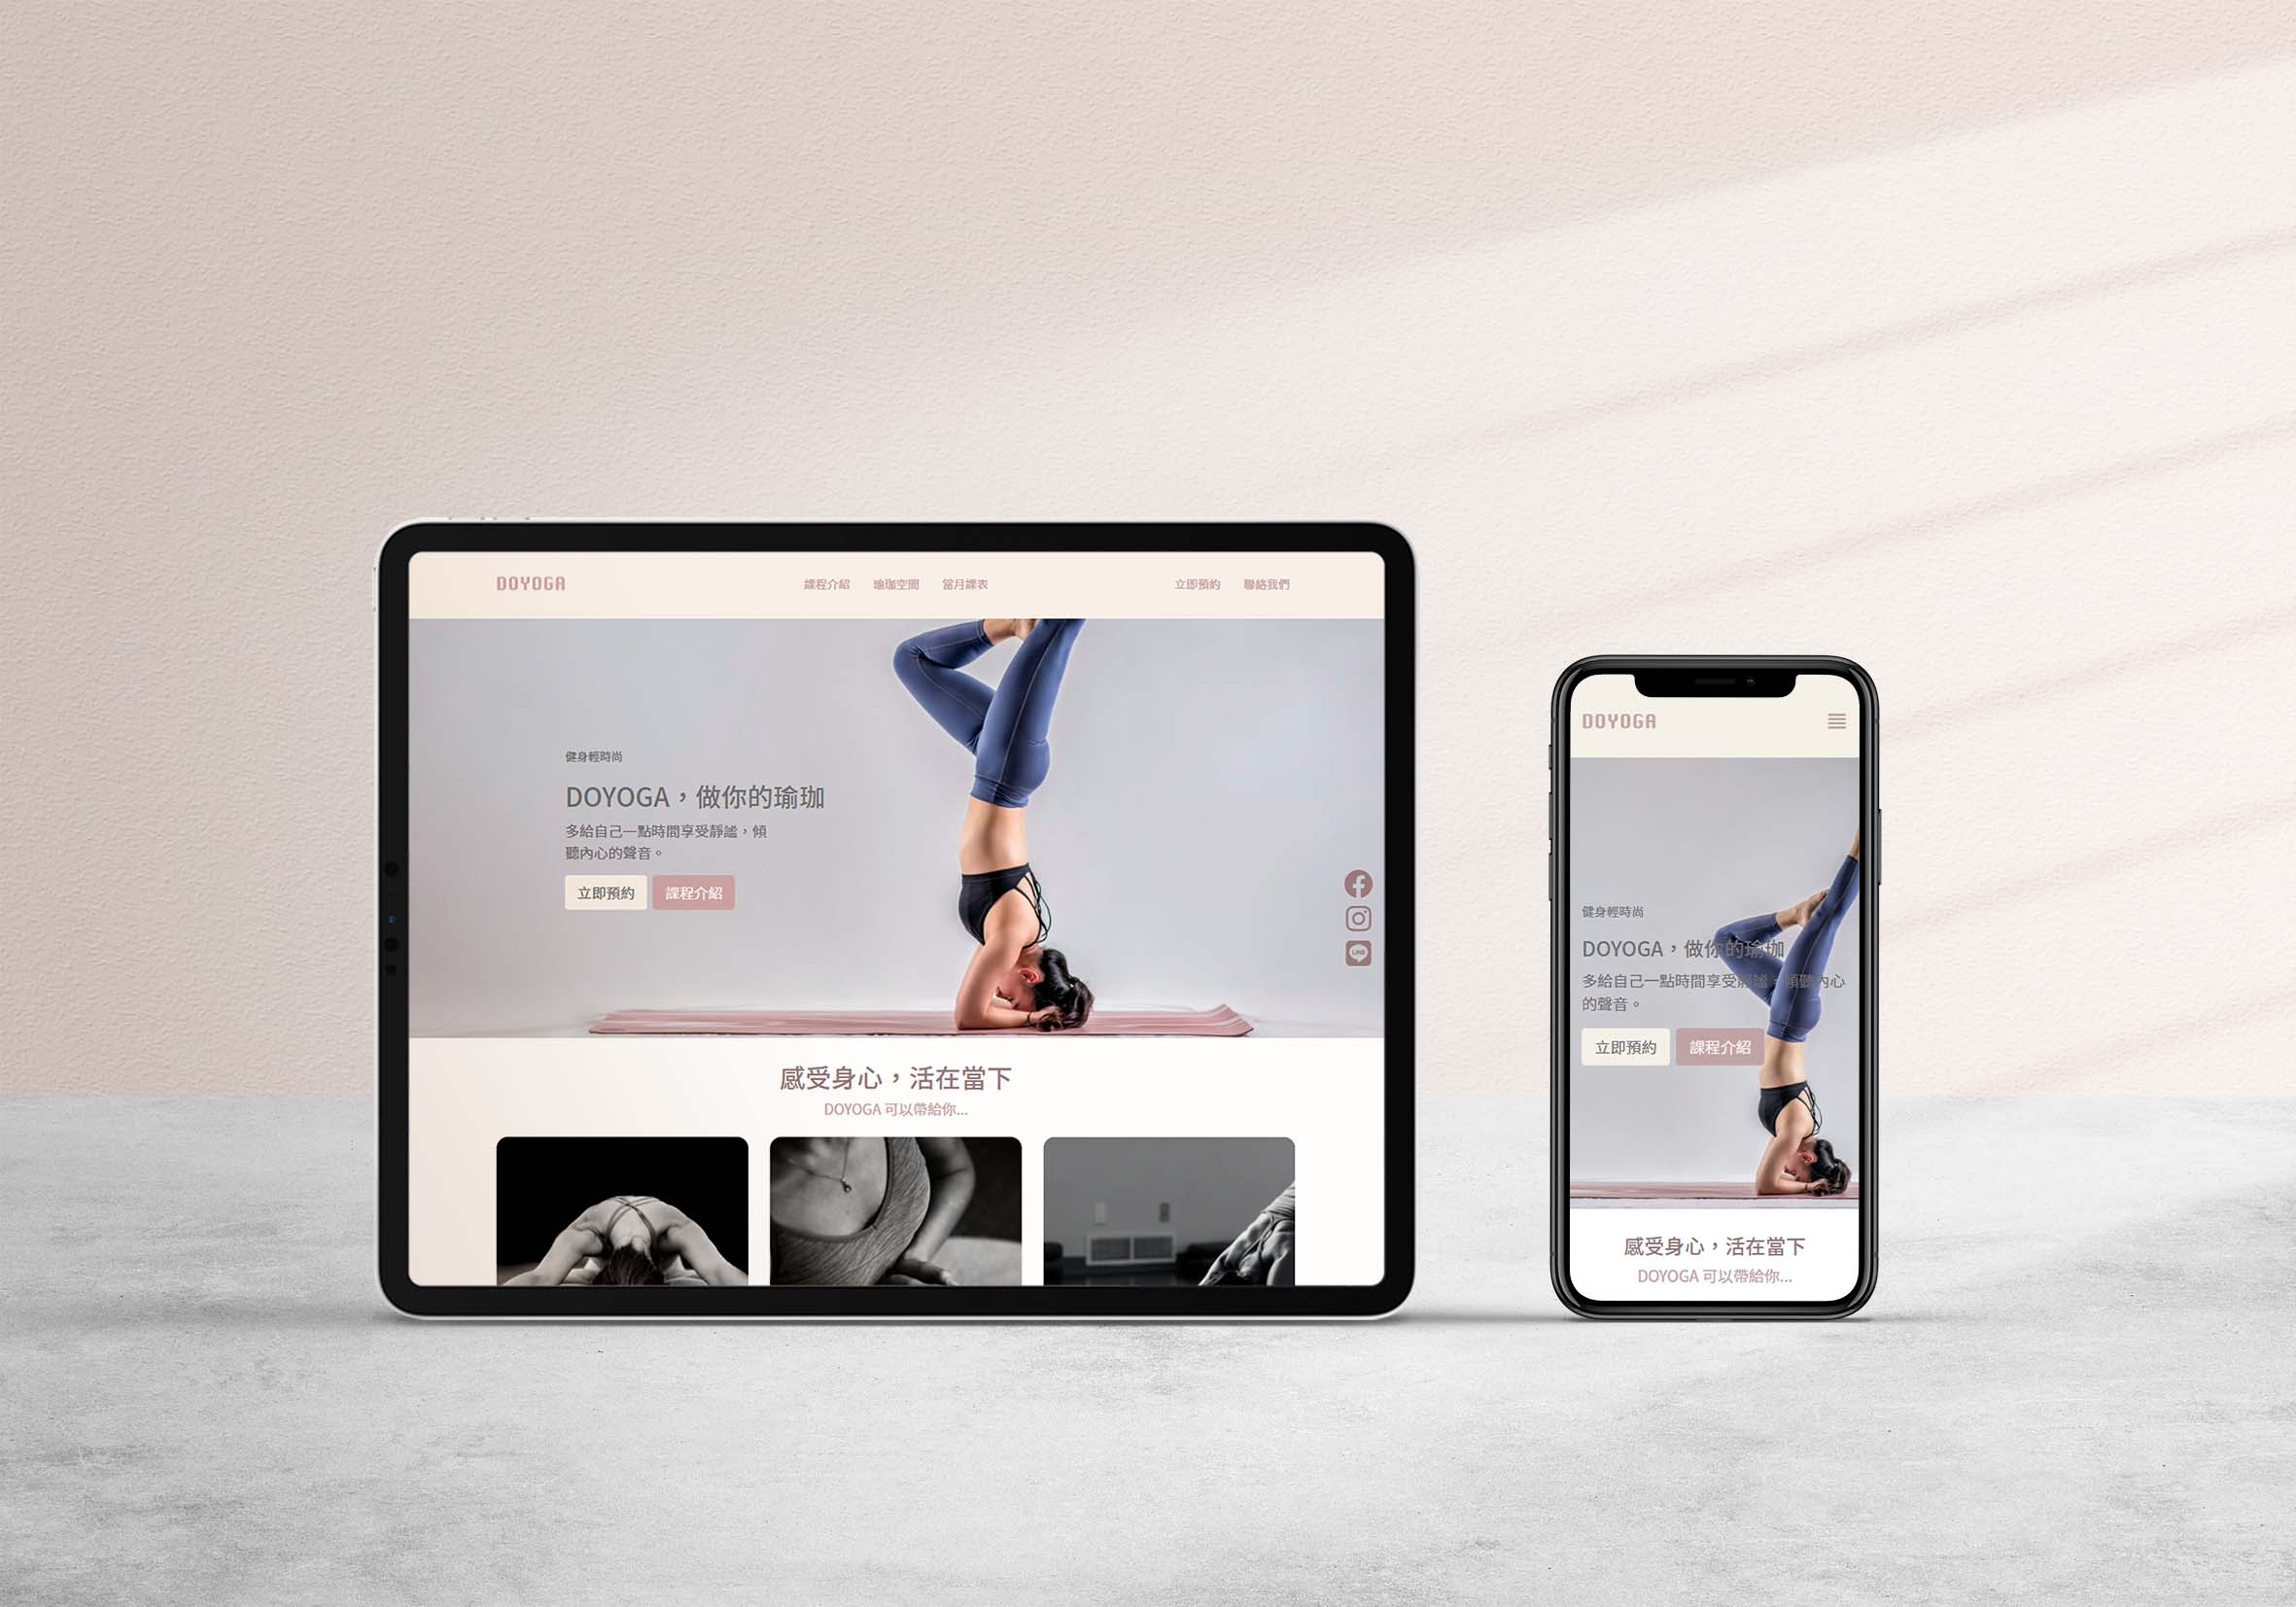 DOYOGA
課程介紹 瑜珈空間 當月課表 立即預約 聯絡我們
健身輕時尚
DOYOGA,做你的瑜珈
多給自己一點時間享受靜謐,傾
聽內心的聲音。
立即預約 課程介紹
LINE
感受身心,活在當下
DOYOGA 可以帶給你...
DOYOGA
健身輕時尚
DOYOGA,做你的瑜珈
多給自己一點時間享受靜謐,傾聽內心
的聲音。
立即預約 課程介紹
感受身心,活在當下
DOYOGA 可以帶給你...